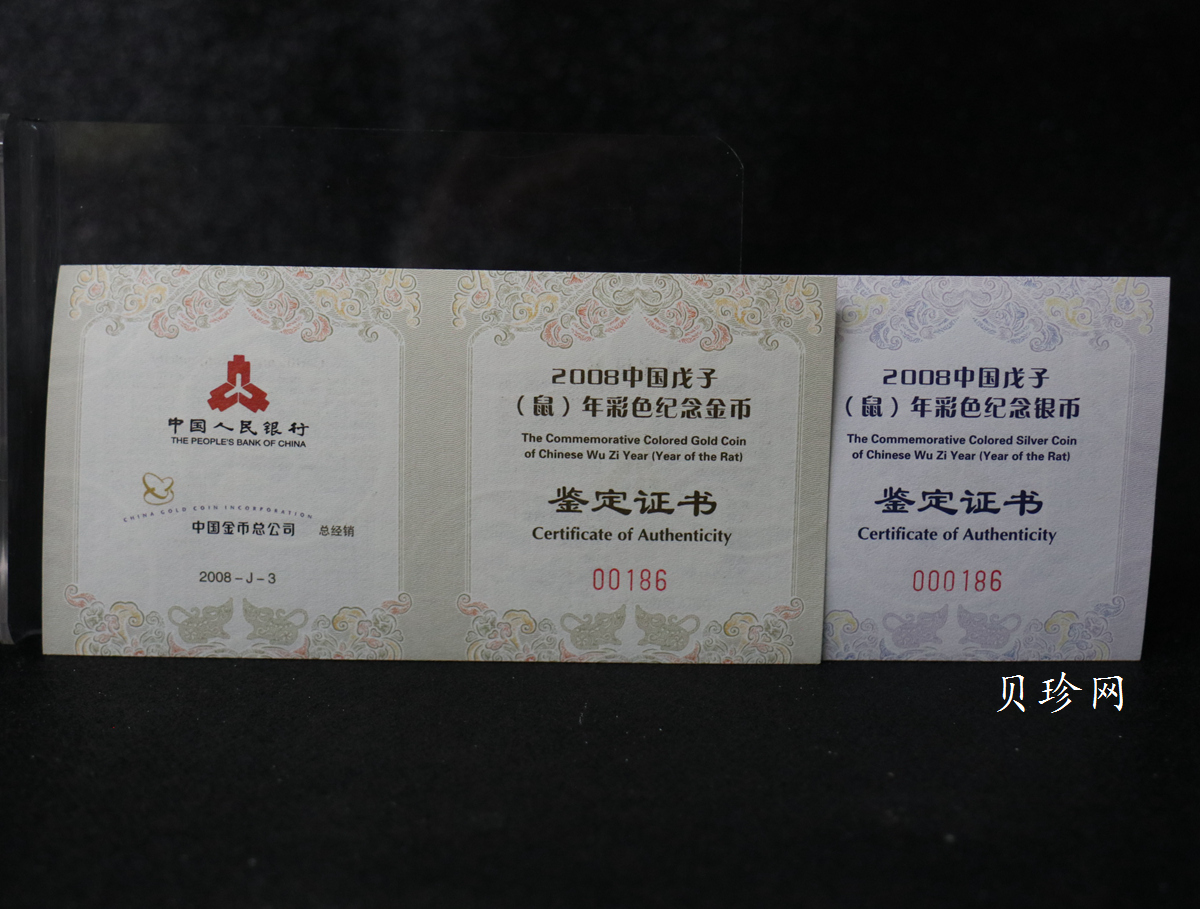 中国人民银行
THE PEOPLE'S BANK OF CHINA
CHINA GOLD COIN INCORPORATION
中国金币总公司 总经销
2008－J－3
2008中国戊子
（鼠）年彩色纪念金币
The Commemorative Colored Gold Coin
of Chinese Wu Zi Year (Year of the Rat)
鉴定证书
Certificate of Authenticity
00186
2008中国戊子
（鼠）年彩色纪念银币
The Commemorative Colored Silver Coin
of Chinese Wu Zi Year (Year of the Rat)
鉴定证书
Certificate of Authenticity
000186
贝珍网